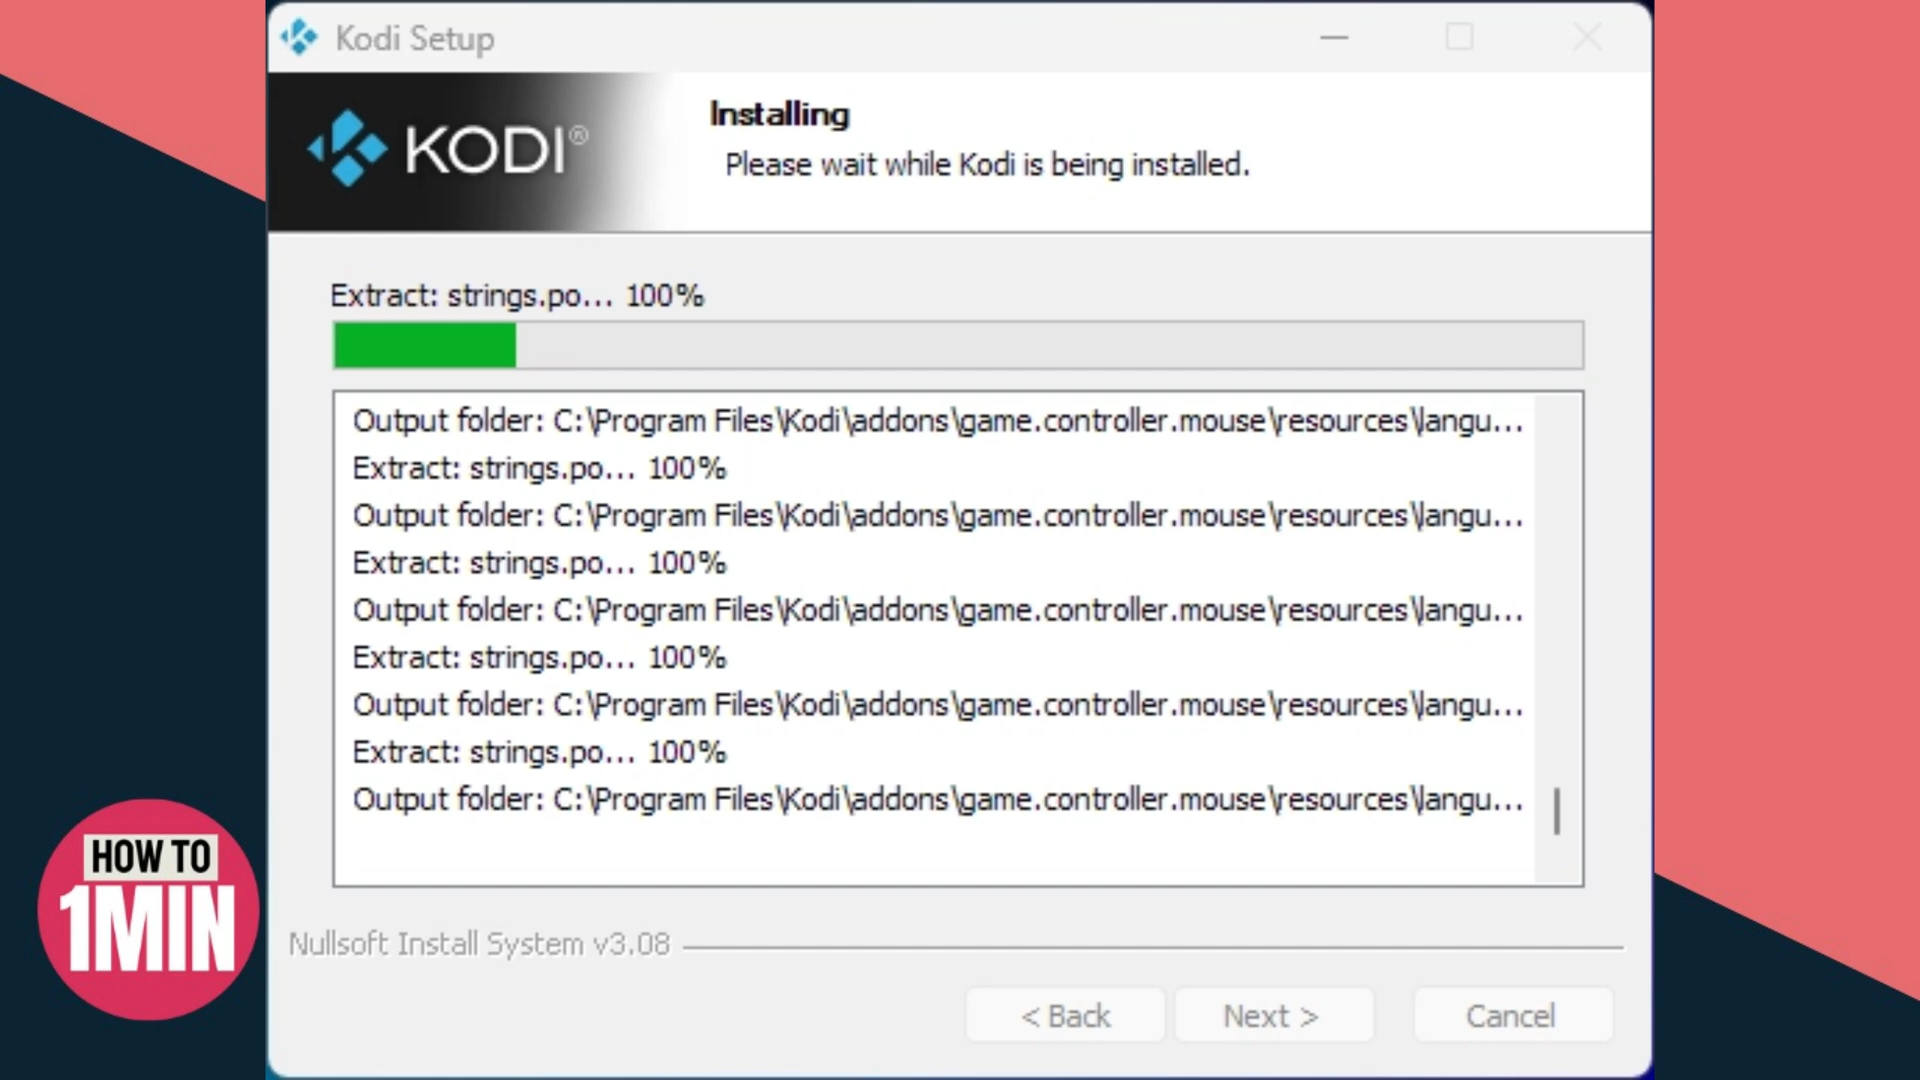 Kodi Setup
KODI®
Installing
Please wait while Kodi is being installed.
Extract: strings.po... 100%
Output folder: C:\Program Files\Kodi\addons\game.controller.mouse\resources\langu...
Extract: strings.po... 100%
Output folder: C:\Program Files\Kodi\addons\game.controller.mouse\resources\langu...
Extract: strings.po... 100%
Output folder: C:\Program Files\Kodi\addons\game.controller.mouse\resources\langu...
Extract: strings.po... 100%
Output folder: C:\Program Files\Kodi\addons\game.controller.mouse\resources\langu...
Extract: strings.po... 100%
Output folder: C:\Program Files\Kodi\addons\game.controller.mouse\resources\langu...
HOW TO
1MIN
Nullsoft Install System v3.08
< Back
Next >
Cancel